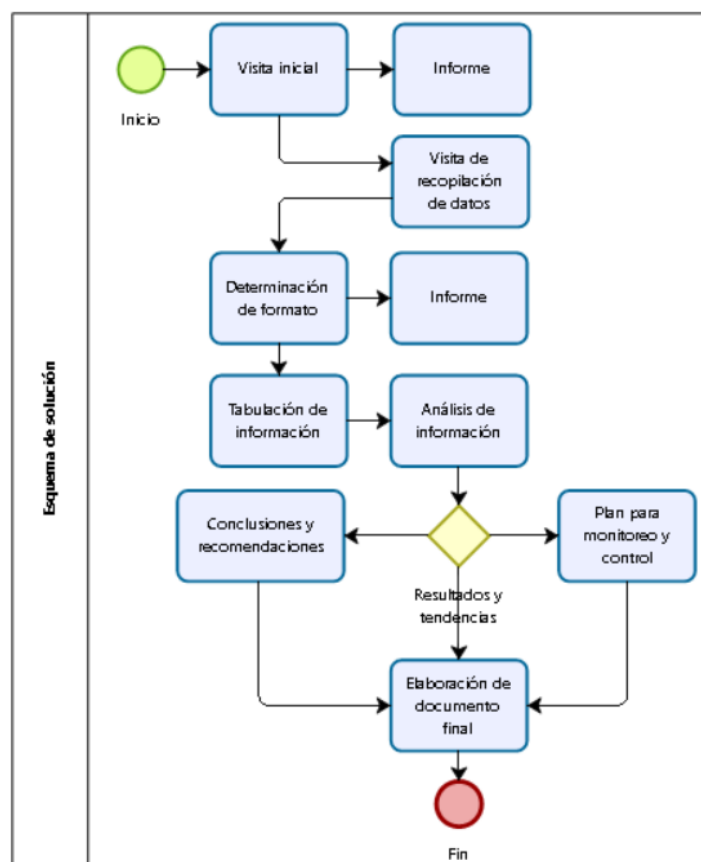 Esquema de solución
Inicio
Visita inicial
Informe
Visita de
recopilación
de datos
Determinación
de formato
Informe
Tabulación de
información
Análisis de
información
Conclusiones y
recomendaciones
Plan para
monitoreo y
control
Resultados y
tendencias
Elaboración de
documento
final
Fin